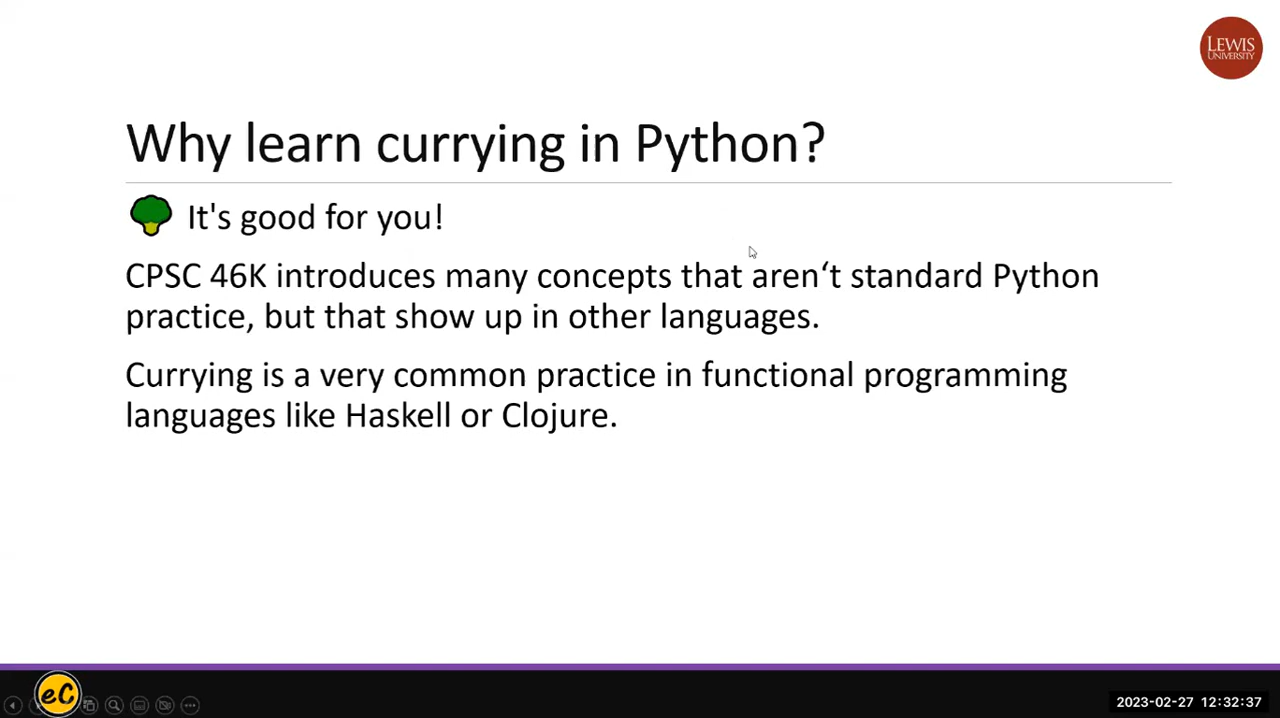 LEWIS
UNIVERSITY
Why learn currying in Python?
🥦 It's good for you!
CPSC 46K introduces many concepts that aren‘t standard Python
practice, but that show up in other languages.
Currying is a very common practice in functional programming
languages like Haskell or Clojure.
eC
2023-02-27 12:32:37